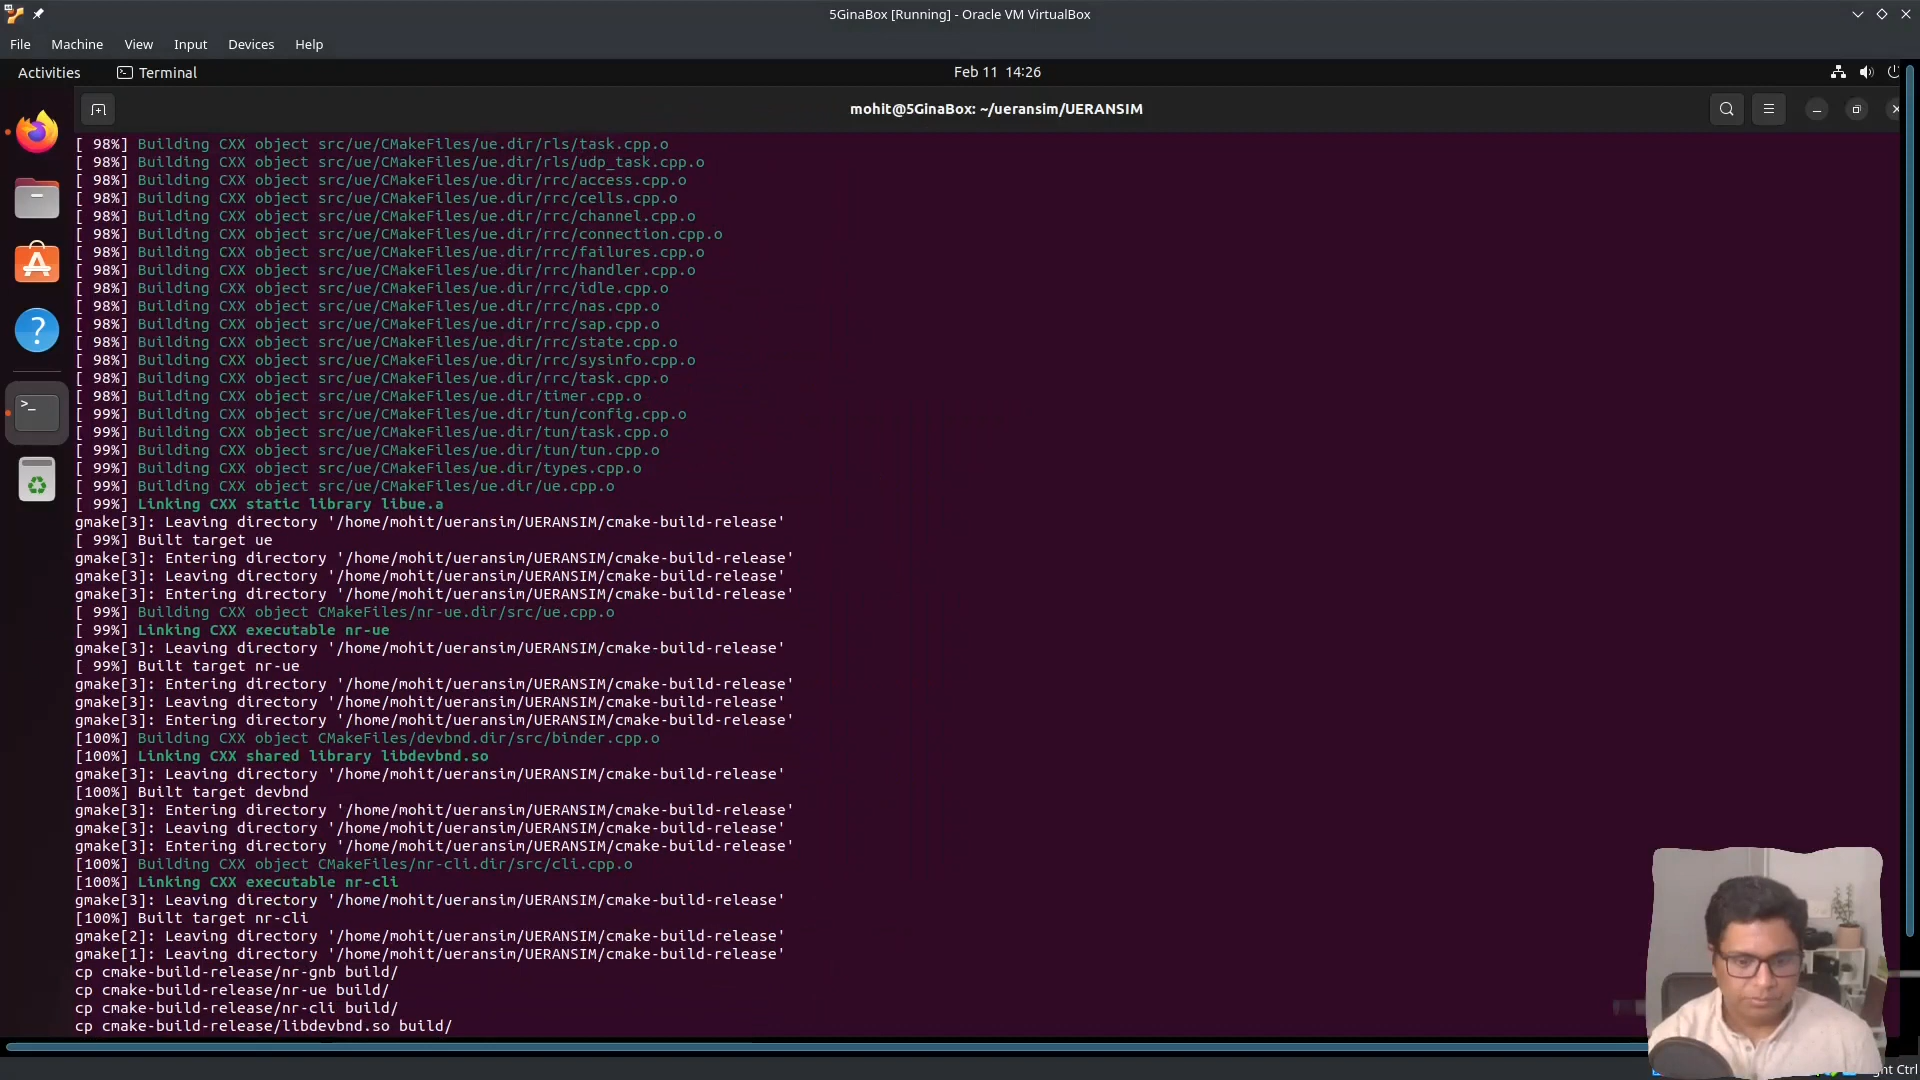 5GinaBox [Running] - Oracle VM VirtualBox
File Machine View Input Devices Help
Activities Terminal Feb 11 14:26
mohit@5GinaBox: ~/ueransim/UERANSIM
[ 98%] Building CXX object src/ue/CMakeFiles/ue.dir/rls/task.cpp.o
[ 98%] Building CXX object src/ue/CMakeFiles/ue.dir/rls/udp_task.cpp.o
[ 98%] Building CXX object src/ue/CMakeFiles/ue.dir/rrc/access.cpp.o
[ 98%] Building CXX object src/ue/CMakeFiles/ue.dir/rrc/cells.cpp.o
[ 98%] Building CXX object src/ue/CMakeFiles/ue.dir/rrc/channel.cpp.o
[ 98%] Building CXX object src/ue/CMakeFiles/ue.dir/rrc/connection.cpp.o
[ 98%] Building CXX object src/ue/CMakeFiles/ue.dir/rrc/failures.cpp.o
[ 98%] Building CXX object src/ue/CMakeFiles/ue.dir/rrc/handler.cpp.o
[ 98%] Building CXX object src/ue/CMakeFiles/ue.dir/rrc/idle.cpp.o
[ 98%] Building CXX object src/ue/CMakeFiles/ue.dir/rrc/nas.cpp.o
[ 98%] Building CXX object src/ue/CMakeFiles/ue.dir/rrc/sap.cpp.o
[ 98%] Building CXX object src/ue/CMakeFiles/ue.dir/rrc/state.cpp.o
[ 98%] Building CXX object src/ue/CMakeFiles/ue.dir/rrc/sysinfo.cpp.o
[ 98%] Building CXX object src/ue/CMakeFiles/ue.dir/rrc/task.cpp.o
[ 98%] Building CXX object src/ue/CMakeFiles/ue.dir/timer.cpp.o
[ 99%] Building CXX object src/ue/CMakeFiles/ue.dir/tun/config.cpp.o
[ 99%] Building CXX object src/ue/CMakeFiles/ue.dir/tun/task.cpp.o
[ 99%] Building CXX object src/ue/CMakeFiles/ue.dir/tun/tun.cpp.o
[ 99%] Building CXX object src/ue/CMakeFiles/ue.dir/types.cpp.o
[ 99%] Building CXX object src/ue/CMakeFiles/ue.dir/ue.cpp.o
[ 99%] Linking CXX static library libue.a
gmake[3]: Leaving directory '/home/mohit/ueransim/UERANSIM/cmake-build-release'
[ 99%] Built target ue
gmake[3]: Entering directory '/home/mohit/ueransim/UERANSIM/cmake-build-release'
gmake[3]: Leaving directory '/home/mohit/ueransim/UERANSIM/cmake-build-release'
gmake[3]: Entering directory '/home/mohit/ueransim/UERANSIM/cmake-build-release'
[ 99%] Building CXX object CMakeFiles/nr-ue.dir/src/ue.cpp.o
[ 99%] Linking CXX executable nr-ue
gmake[3]: Leaving directory '/home/mohit/ueransim/UERANSIM/cmake-build-release'
[ 99%] Built target nr-ue
gmake[3]: Entering directory '/home/mohit/ueransim/UERANSIM/cmake-build-release'
gmake[3]: Leaving directory '/home/mohit/ueransim/UERANSIM/cmake-build-release'
gmake[3]: Entering directory '/home/mohit/ueransim/UERANSIM/cmake-build-release'
[100%] Building CXX object CMakeFiles/devbnd.dir/src/binder.cpp.o
[100%] Linking CXX shared library libdevbnd.so
gmake[3]: Leaving directory '/home/mohit/ueransim/UERANSIM/cmake-build-release'
[100%] Built target devbnd
gmake[3]: Entering directory '/home/mohit/ueransim/UERANSIM/cmake-build-release'
gmake[3]: Leaving directory '/home/mohit/ueransim/UERANSIM/cmake-build-release'
gmake[3]: Entering directory '/home/mohit/ueransim/UERANSIM/cmake-build-release'
[100%] Building CXX object CMakeFiles/nr-cli.dir/src/cli.cpp.o
[100%] Linking CXX executable nr-cli
gmake[3]: Leaving directory '/home/mohit/ueransim/UERANSIM/cmake-build-release'
[100%] Built target nr-cli
gmake[2]: Leaving directory '/home/mohit/ueransim/UERANSIM/cmake-build-release'
gmake[1]: Leaving directory '/home/mohit/ueransim/UERANSIM/cmake-build-release'
cp cmake-build-release/nr-gnb build/
cp cmake-build-release/nr-ue build/
cp cmake-build-release/nr-cli build/
cp cmake-build-release/libdevbnd.so build/
Ctrl